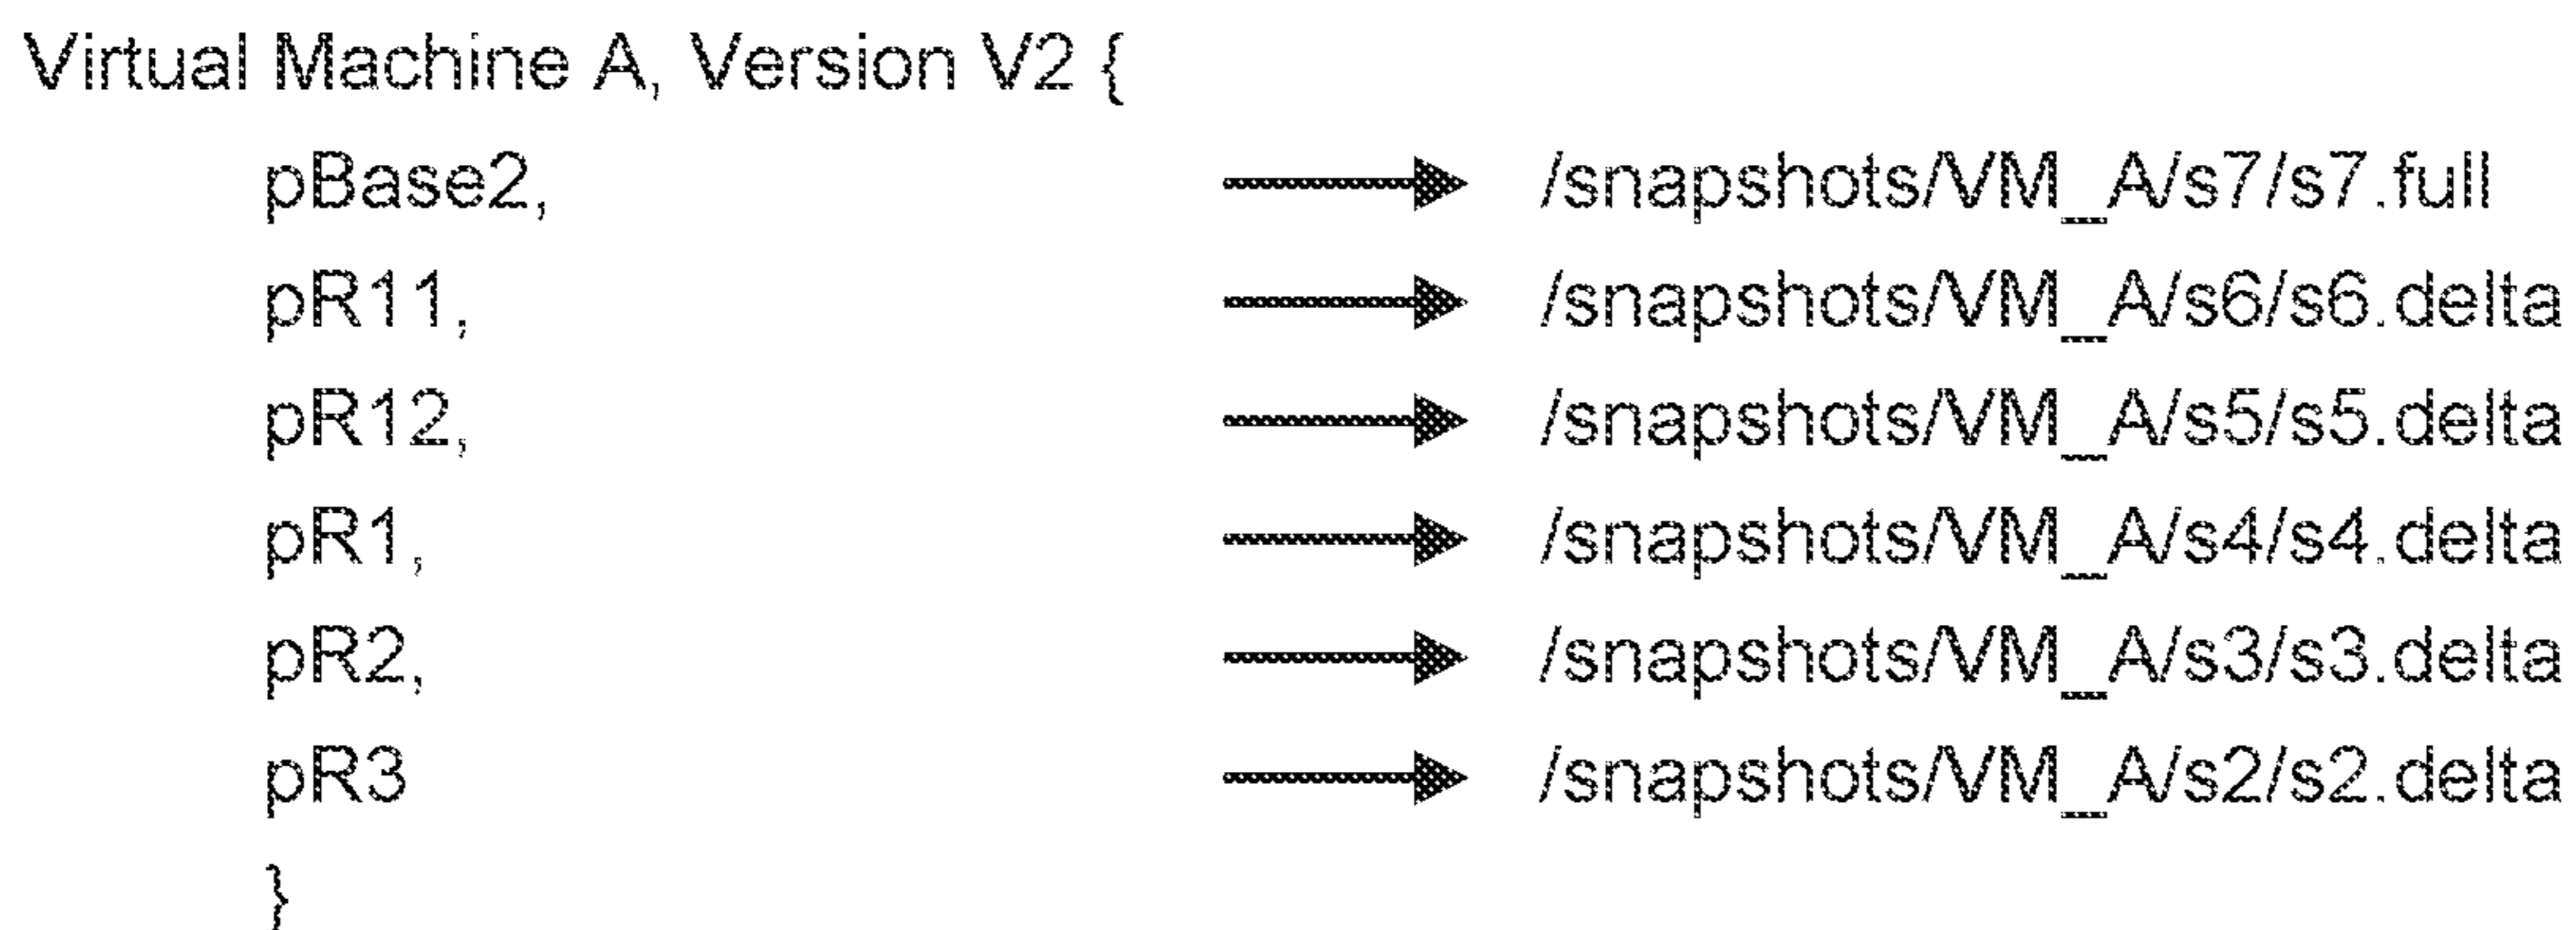 Virtual Machine A, Version V2 {
pBase2, /snapshots/VM_A/s7/s7.full
pR11, /snapshots/VM_A/s6/s6.delta
pR12, /snapshots/VM_A/s5/s5.delta
pR1, /snapshots/VM_A/s4/s4.delta
pR2, /snapshots/VM_A/s3/s3.delta
pR3 /snapshots/VM_A/s2/s2.delta
}